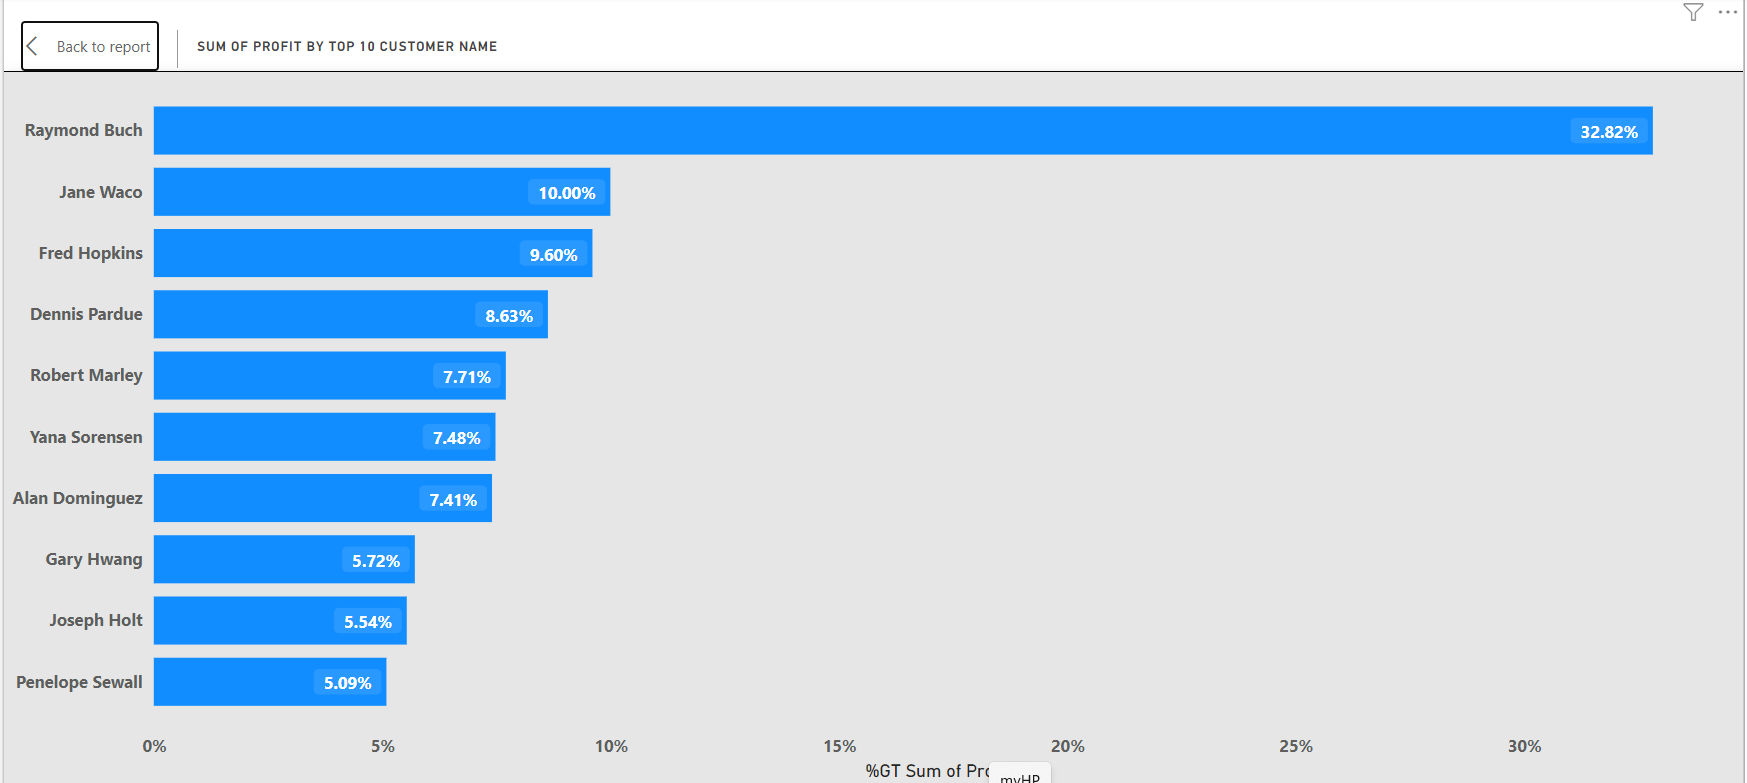 Back to report
SUM OF PROFIT BY TOP 10 CUSTOMER NAME
Raymond Buch 32.82%
Jane Waco 10.00%
Fred Hopkins 9.60%
Dennis Pardue 8.63%
Robert Marley 7.71%
Yana Sorensen 7.48%
Alan Dominguez 7.41%
Gary Hwang 5.72%
Joseph Holt 5.54%
Penelope Sewall 5.09%
0% 5% 10% 15% 20% 25% 30%
%GT Sum of
myHP